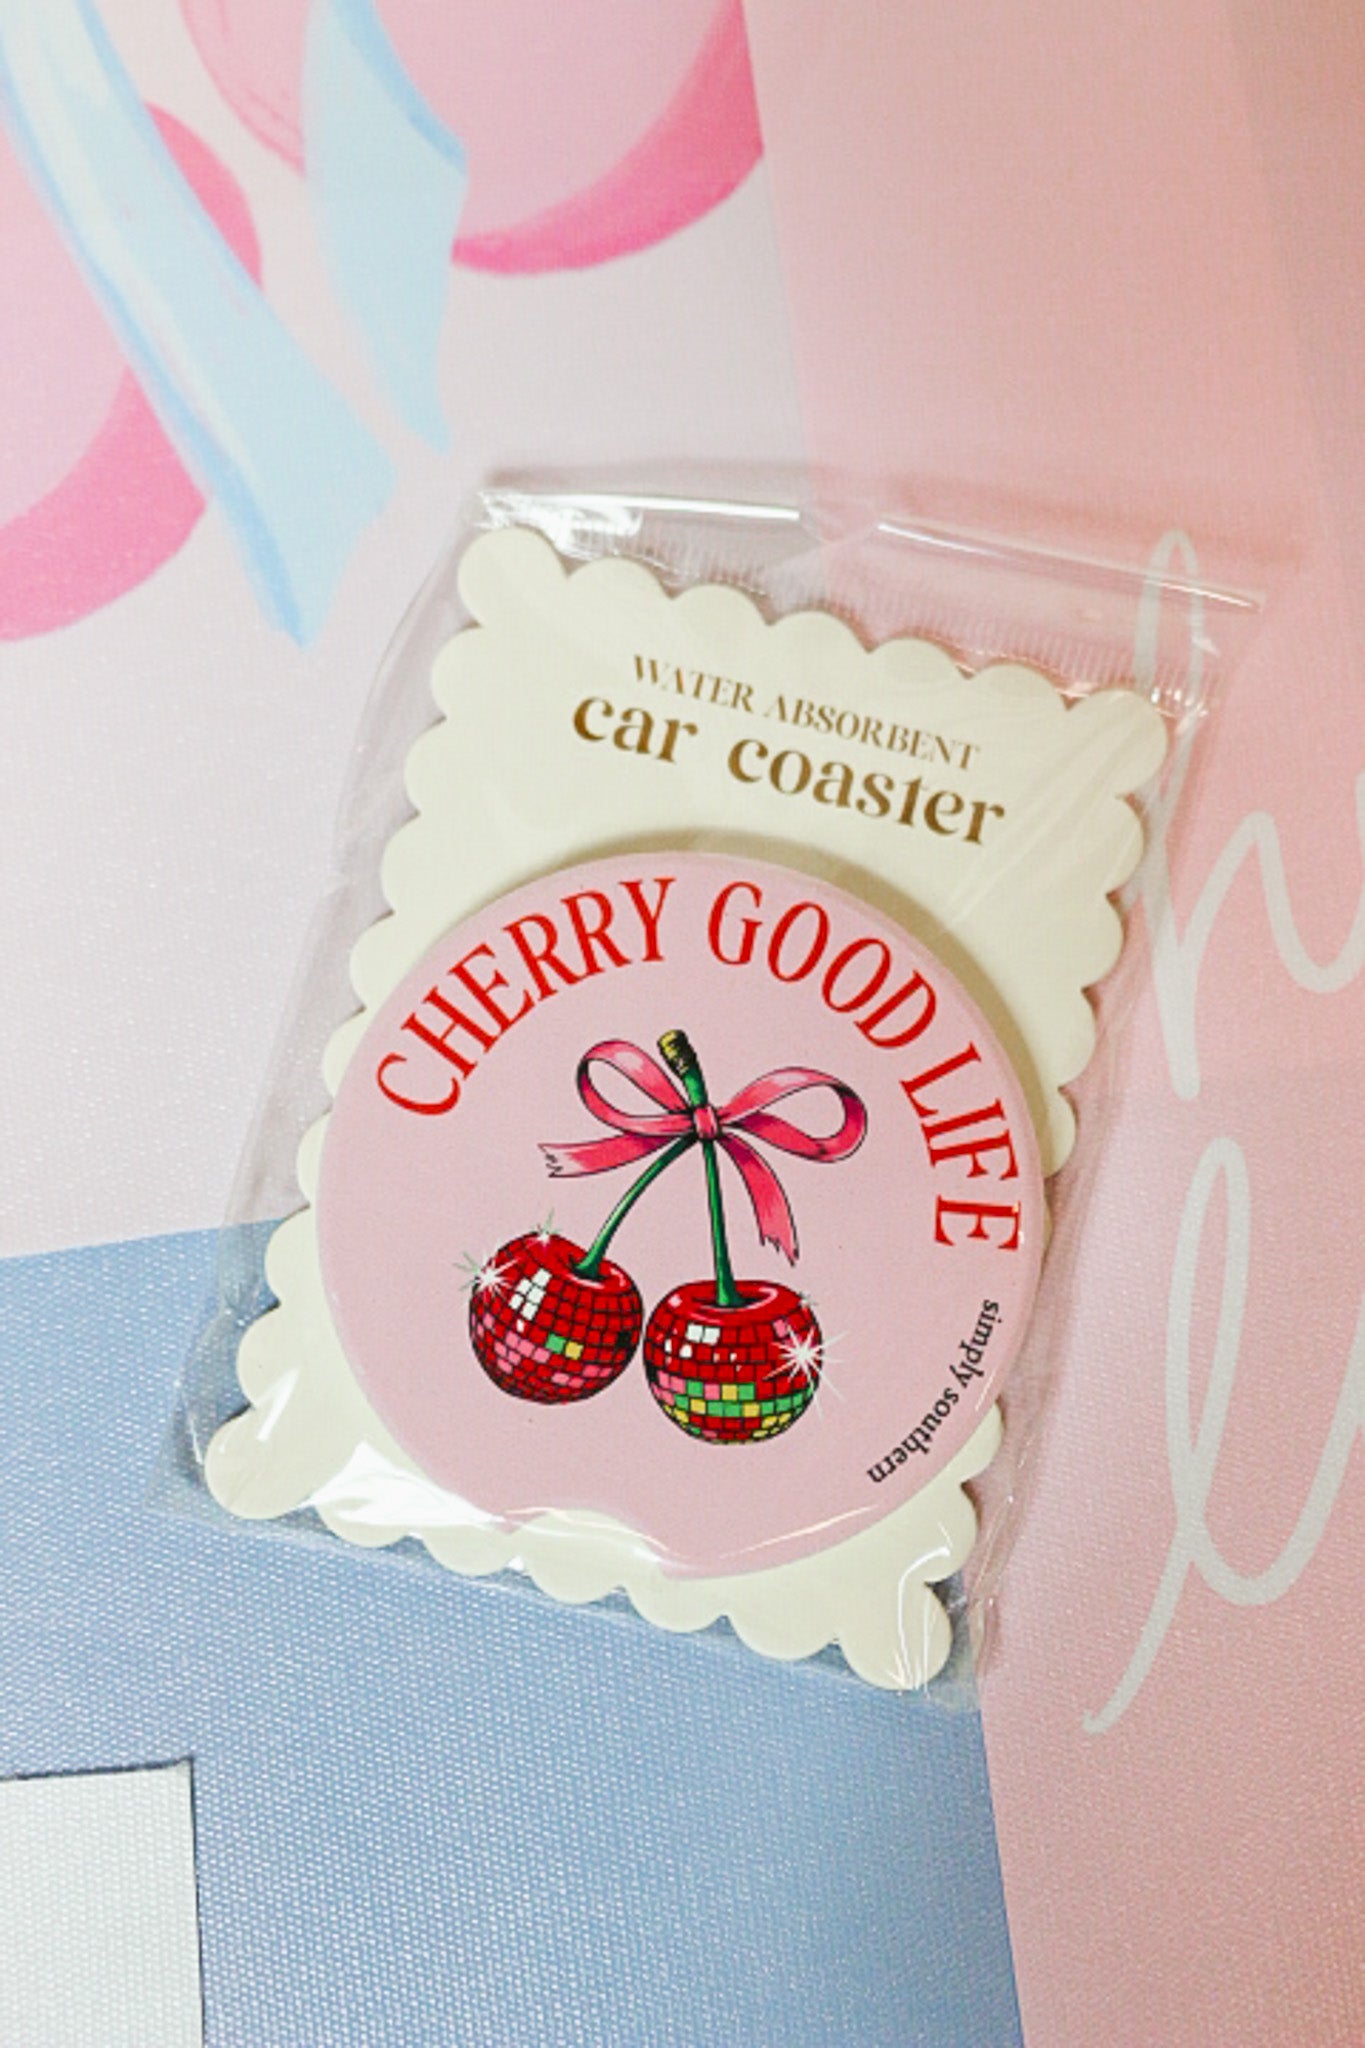 WATER ABSORBENT
car coaster
CHERRY GOOD LIFE
simply southern